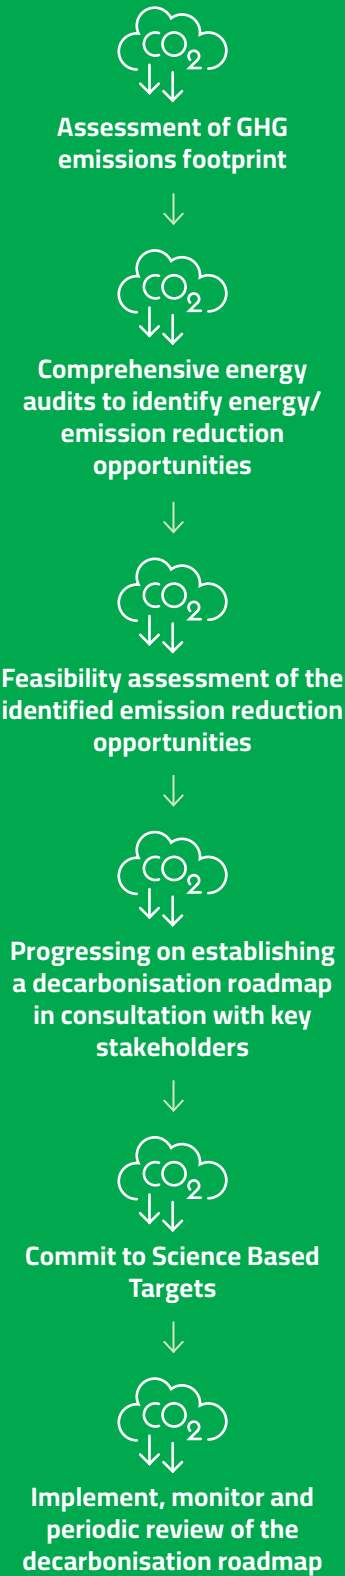 CO2
Assessment of GHG
emissions footprint
CO2
Comprehensive energy
audits to identify energy/
emission reduction
opportunities
CO2
Feasibility assessment of the
identified emission reduction
opportunities
CO2
Progressing on establishing
a decarbonisation roadmap
in consultation with key
stakeholders
CO2
Commit to Science Based
Targets
CO2
Implement, monitor and
periodic review of the
decarbonisation roadmap